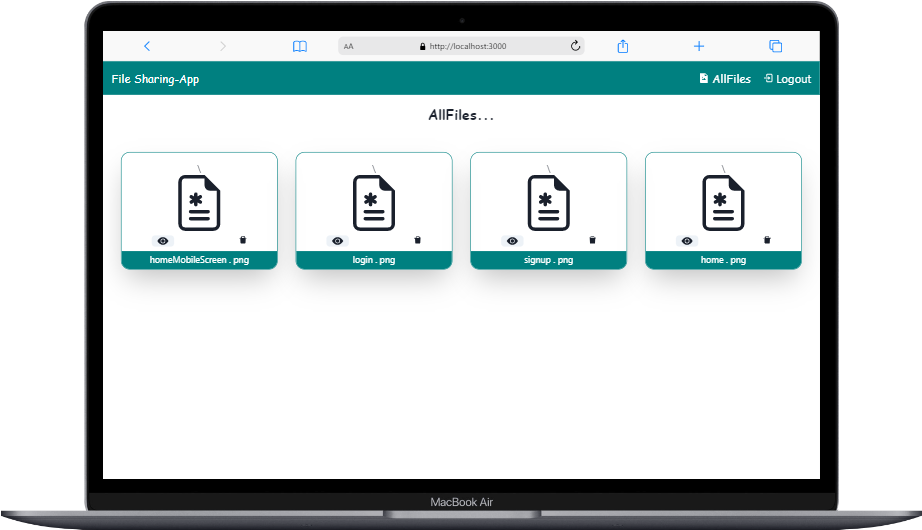 AA http://localhost:3000
File Sharing-App AllFiles Logout
AllFiles...
homeMobileScreen . png login . png signup . png home . png
MacBook Air